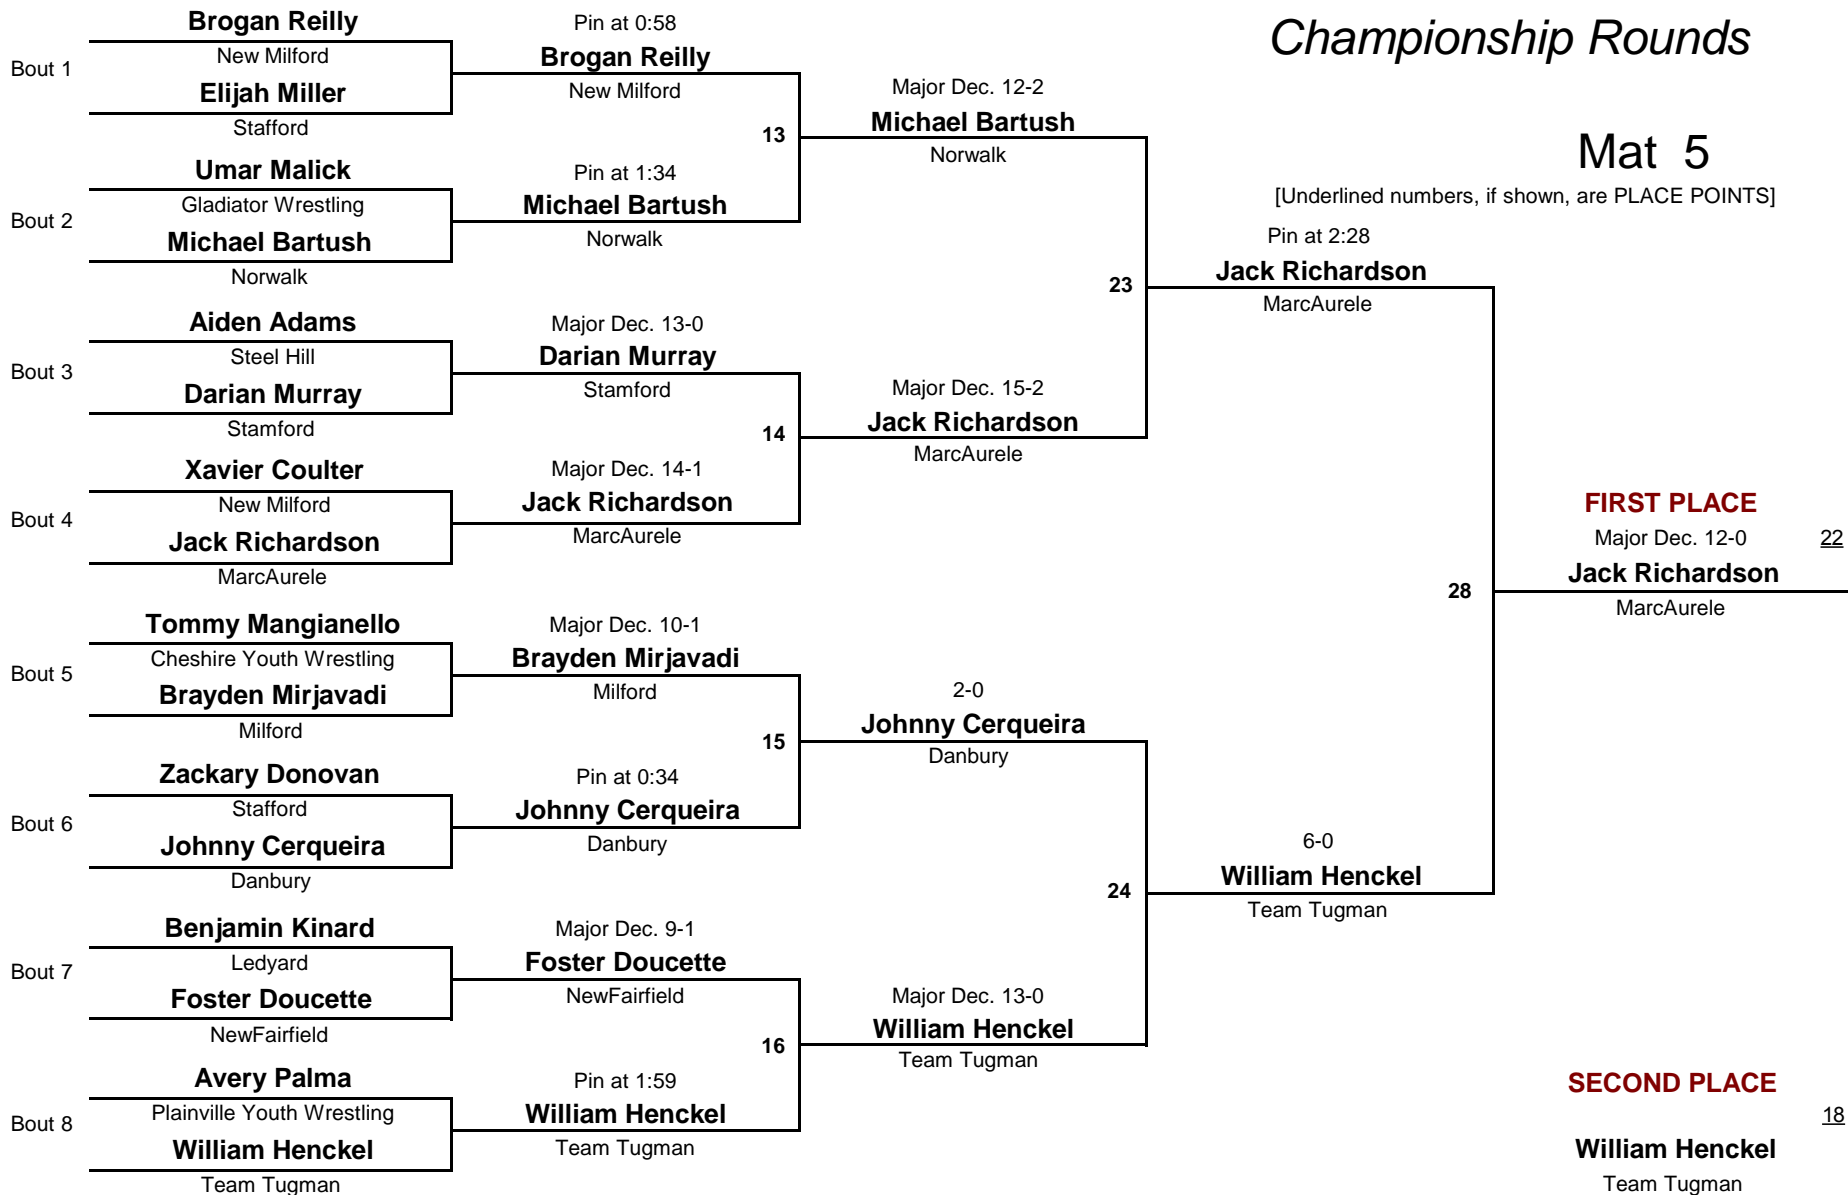 Championship Rounds
Mat 5
[Underlined numbers, if shown, are PLACE POINTS]
Bout 1
Brogan Reilly
New Milford
Elijah Miller
Stafford
Bout 2
Umar Malick
Gladiator Wrestling
Michael Bartush
Norwalk
Bout 3
Aiden Adams
Steel Hill
Darian Murray
Stamford
Bout 4
Xavier Coulter
New Milford
Jack Richardson
MarcAurele
Bout 5
Tommy Mangianello
Cheshire Youth Wrestling
Brayden Mirjavadi
Milford
Bout 6
Zackary Donovan
Stafford
Johnny Cerqueira
Danbury
Bout 7
Benjamin Kinard
Ledyard
Foster Doucette
NewFairfield
Bout 8
Avery Palma
Plainville Youth Wrestling
William Henckel
Team Tugman
Pin at 0:58
Brogan Reilly
New Milford
13
Pin at 1:34
Michael Bartush
Norwalk
Major Dec. 13-0
Darian Murray
Stamford
14
Major Dec. 14-1
Jack Richardson
MarcAurele
Major Dec. 10-1
Brayden Mirjavadi
Milford
15
Pin at 0:34
Johnny Cerqueira
Danbury
Major Dec. 9-1
Foster Doucette
NewFairfield
16
Pin at 1:59
William Henckel
Team Tugman
Major Dec. 12-2
Michael Bartush
Norwalk
23
Major Dec. 15-2
Jack Richardson
MarcAurele
2-0
Johnny Cerqueira
Danbury
24
Major Dec. 13-0
William Henckel
Team Tugman
Pin at 2:28
Jack Richardson
MarcAurele
28
6-0
William Henckel
Team Tugman
FIRST PLACE
Major Dec. 12-0 22
Jack Richardson
MarcAurele
SECOND PLACE
18
William Henckel
Team Tugman